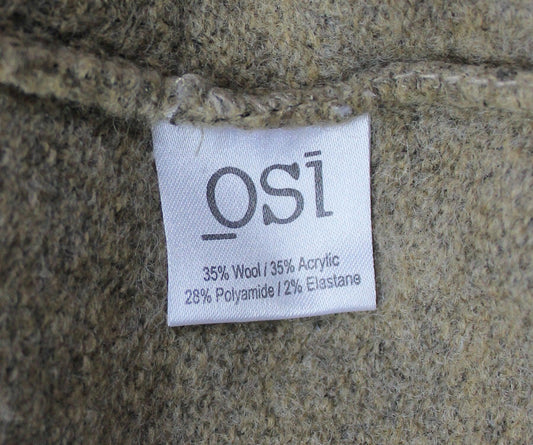 osi
35% Wool / 35% Acrylic
28% Polyamide / 2% Elastane